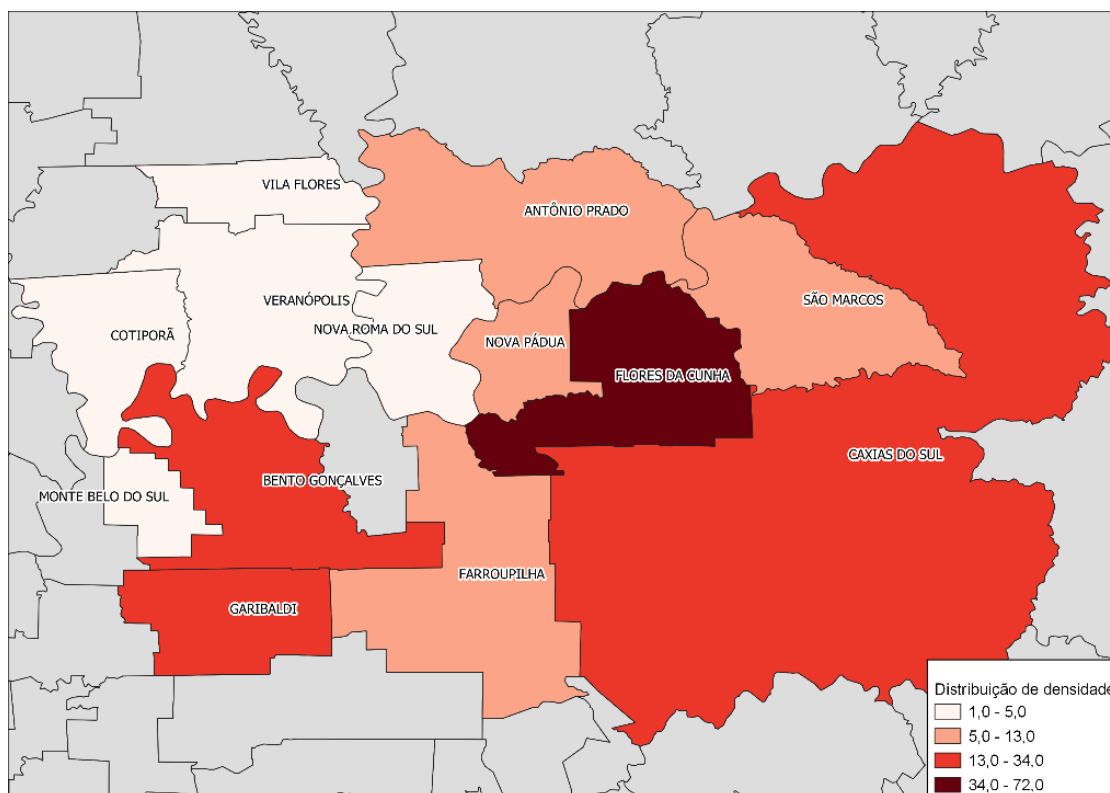 VILA FLORES
ANTÔNIO PRADO
VERANÓPOLIS
SÃO MARCOS
COTIPORÃ
NOVA ROMA DO SUL
NOVA PÁDUA
FLORES DA CUNHA
CAXIAS DO SUL
BENTO GONÇALVES
MONTE BELO DO SUL
FARROUPILHA
GARIBALDI
Distribuição de densidade
1,0 - 5,0
5,0 - 13,0
13,0 - 34,0
34,0 - 72,0